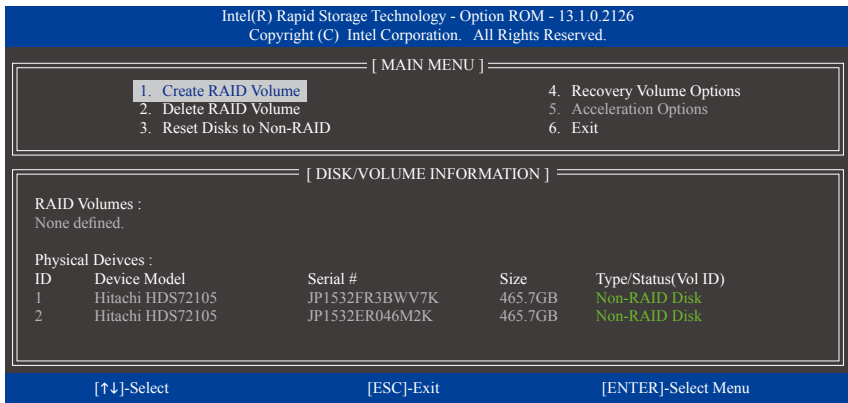 Intel(R) Rapid Storage Technology - Option ROM - 13.1.0.2126
Copyright (C) Intel Corporation. All Rights Reserved.
[ MAIN MENU ]
1. Create RAID Volume
2. Delete RAID Volume
3. Reset Disks to Non-RAID
4. Recovery Volume Options
5. Acceleration Options
6. Exit
[ DISK/VOLUME INFORMATION ]
RAID Volumes :
None defined.
Physical Deivces :
ID Device Model Serial # Size Type/Status(Vol ID)
1 Hitachi HDS72105 JP1532FR3BWV7K 465.7GB Non-RAID Disk
2 Hitachi HDS72105 JP1532ER046M2K 465.7GB Non-RAID Disk
[↑↓]-Select [ESC]-Exit [ENTER]-Select Menu